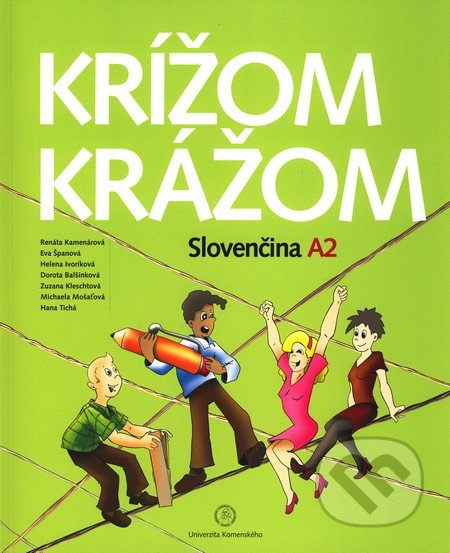 KRÍŽOM
KRÁŽOM
Slovenčina A2
Renáta Kamenárová
Eva Španová
Helena Ivoríková
Dorota Balšínková
Zuzana Kleschtová
Michaela Mošaťová
Hana Tichá
Univerzita Komenského